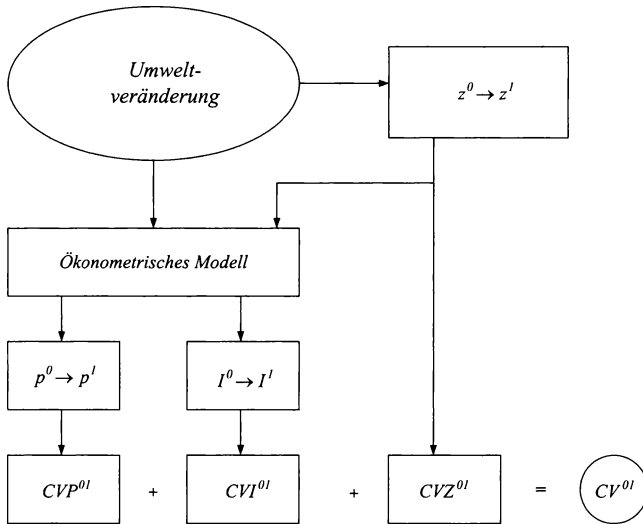 Umwelt-
veränderung
z⁰ → z¹
Ökonometrisches Modell
p⁰ → p¹
I⁰ → I¹
CVP⁰¹ + CVI⁰¹ + CVZ⁰¹ = CV⁰¹